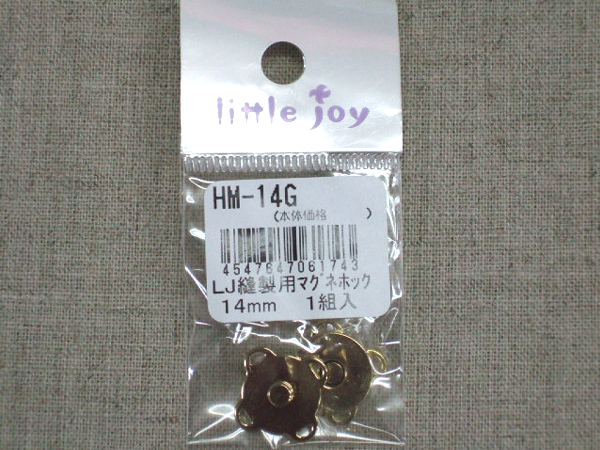 little joy
HM-14G
(本体価格 )
4547647061743
LJ縫製用マグネホック
14mm 1組入